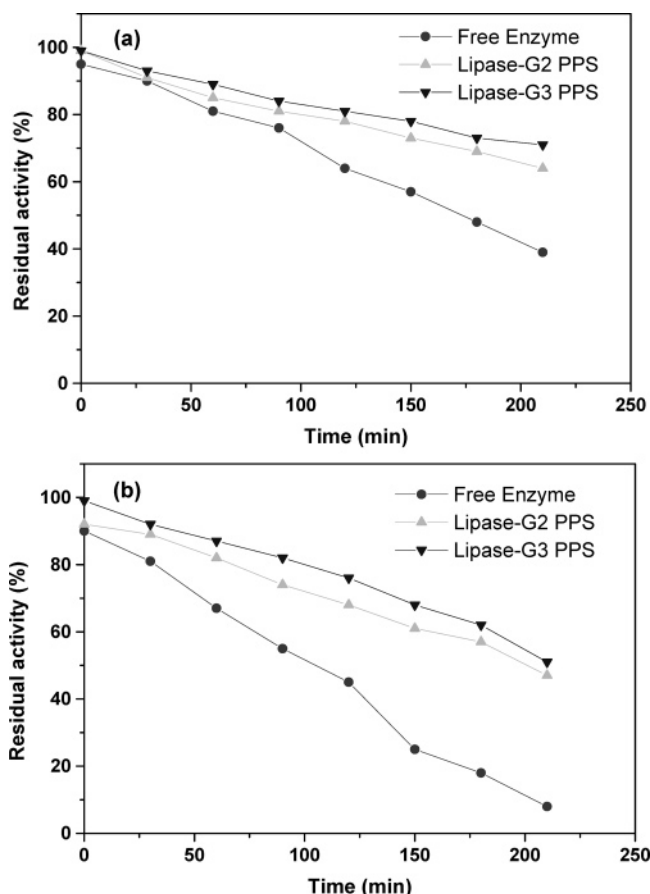 (a)
Free Enzyme
Lipase-G2 PPS
Lipase-G3 PPS
100
80
60
40
20
0
Residual activity (%)
0 50 100 150 200 250
Time (min)
(b)
Free Enzyme
Lipase-G2 PPS
Lipase-G3 PPS
100
80
60
40
20
0
Residual activity (%)
0 50 100 150 200 250
Time (min)